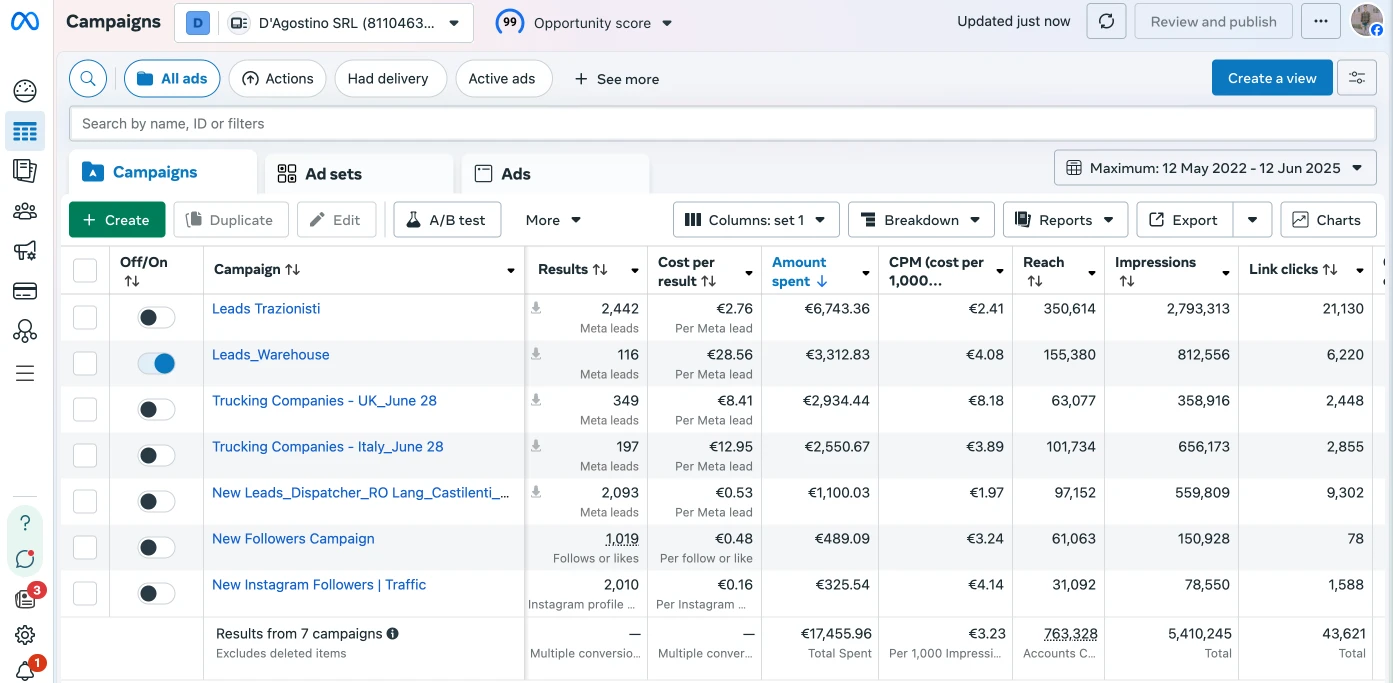 Campaigns
D
D'Agostino SRL (8110463...
99
Opportunity score
Updated just now
Review and publish
All ads
Actions
Had delivery
Active ads
+ See more
Create a view
Search by name, ID or filters
Campaigns
Ad sets
Ads
Maximum: 12 May 2022 - 12 Jun 2025
+ Create
Duplicate
Edit
A/B test
More
Columns: set 1
Breakdown
Reports
Export
Charts
Off/On
Campaign
Results
Cost per result
Amount spent
CPM (cost per 1,000...
Reach
Impressions
Link clicks
Leads Trazionisti 2,442 €2.76 €6,743.36 €2.41 350,614 2,793,313 21,130
Meta leads Per Meta lead
Leads_Warehouse 116 €28.56 €3,312.83 €4.08 155,380 812,556 6,220
Meta leads Per Meta lead
Trucking Companies - UK_June 28 349 €8.41 €2,934.44 €8.18 63,077 358,916 2,448
Meta leads Per Meta lead
Trucking Companies - Italy_June 28 197 €12.95 €2,550.67 €3.89 101,734 656,173 2,855
Meta leads Per Meta lead
New Leads_Dispatcher_RO Lang_Castilenti_... 2,093 €0.53 €1,100.03 €1.97 97,152 559,809 9,302
Meta leads Per Meta lead
New Followers Campaign 1,019 €0.48 €489.09 €3.24 61,063 150,928 78
Follows or likes Per follow or like
New Instagram Followers | Traffic 2,010 €0.16 €325.54 €4.14 31,092 78,550 1,588
Instagram profile ... Per Instagram ...
Results from 7 campaigns — — €17,455.96 €3.23 763,328 5,410,245 43,621
Excludes deleted items Multiple conversio... Multiple conver... Total Spent Per 1,000 Impressi... Accounts C... Total Total
?
3
1